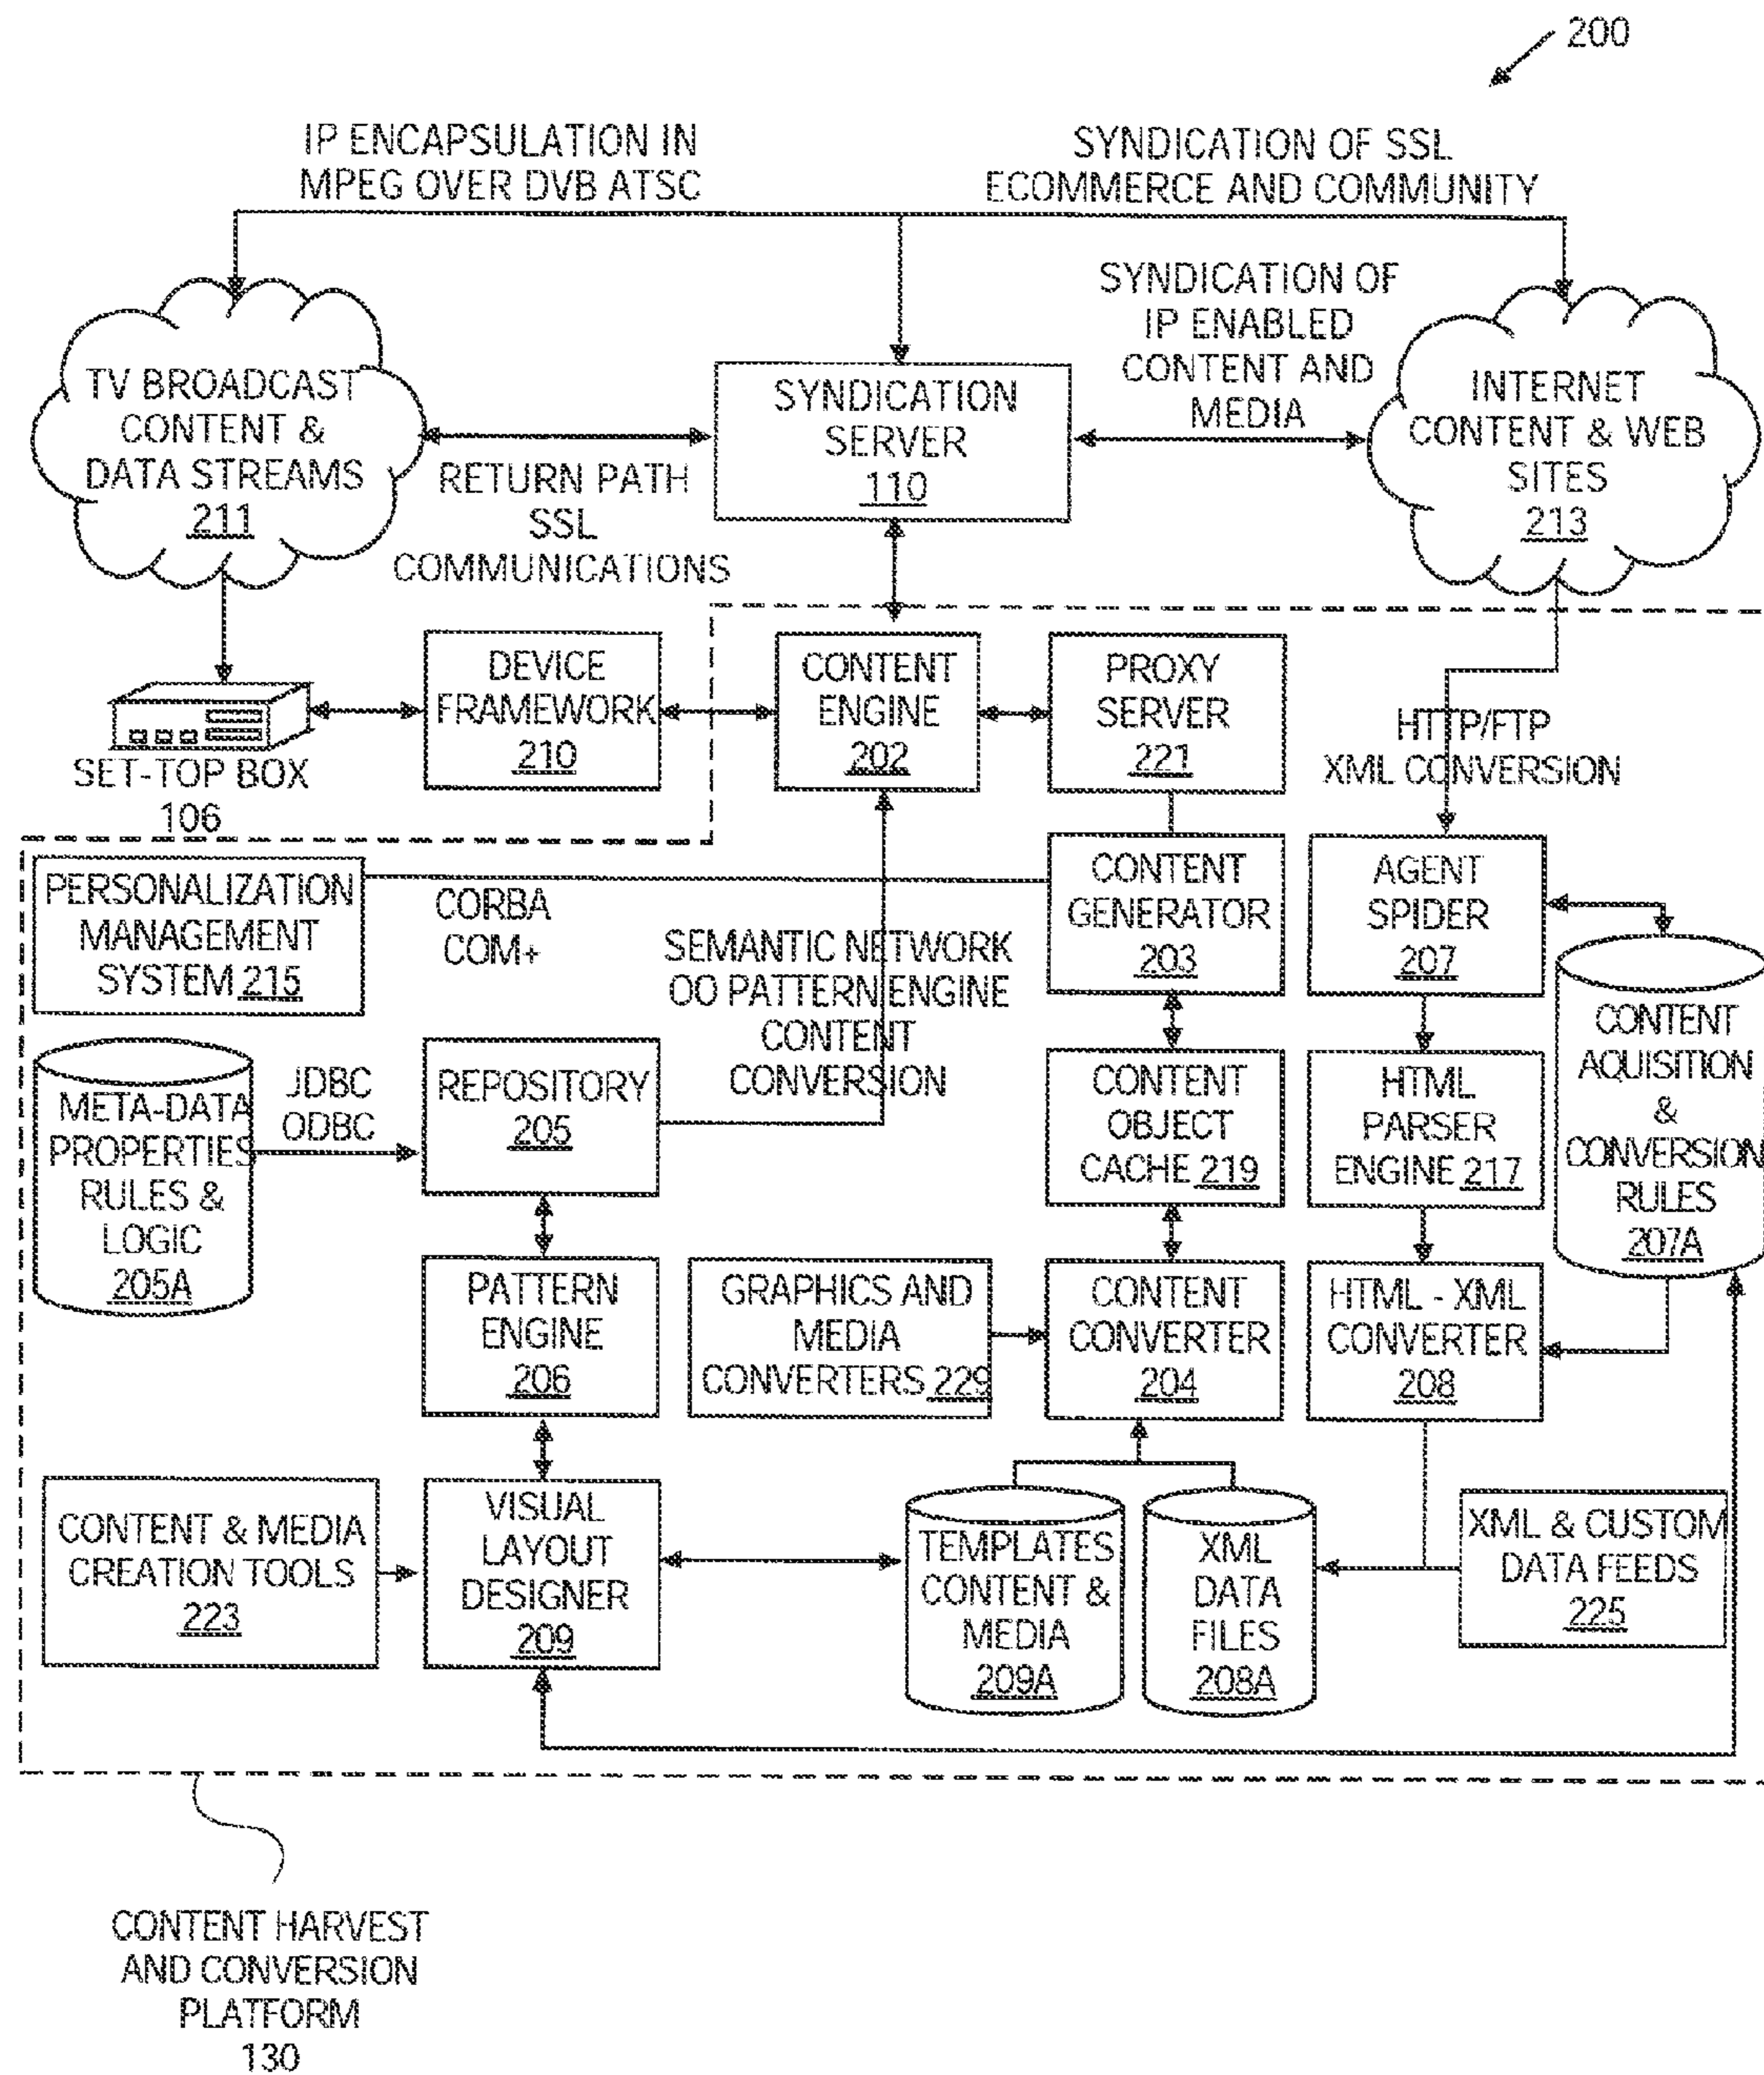 200
IP ENCAPSULATION IN
MPEG OVER DVB ATSC
SYNDICATION OF SSL
ECOMMERCE AND COMMUNITY
SYNDICATION OF
IP ENABLED
CONTENT AND
MEDIA
TV BROADCAST
CONTENT &
DATA STREAMS
211
RETURN PATH
SSL
COMMUNICATIONS
SYNDICATION
SERVER
110
INTERNET
CONTENT & WEB
SITES
213
SET-TOP BOX
106
DEVICE
FRAMEWORK
210
CONTENT
ENGINE
202
PROXY
SERVER
221
HTTP/FTP
XML CONVERSION
PERSONALIZATION
MANAGEMENT
SYSTEM 215
CORBA
COM+
SEMANTIC NETWORK
OO PATTERN ENGINE
CONTENT
CONVERSION
CONTENT
GENERATOR
203
AGENT
SPIDER
207
CONTENT
AQUISITION
&
CONVERSION
RULES
207A
META-DATA
PROPERTIES
RULES &
LOGIC
205A
JDBC
ODBC
REPOSITORY
205
CONTENT
OBJECT
CACHE 219
HTML
PARSER
ENGINE 217
PATTERN
ENGINE
206
GRAPHICS AND
MEDIA
CONVERTERS 229
CONTENT
CONVERTER
204
HTML - XML
CONVERTER
208
CONTENT & MEDIA
CREATION TOOLS
223
VISUAL
LAYOUT
DESIGNER
209
TEMPLATES
CONTENT &
MEDIA
209A
XML
DATA
FILES
208A
XML & CUSTOM
DATA FEEDS
225
CONTENT HARVEST
AND CONVERSION
PLATFORM
130